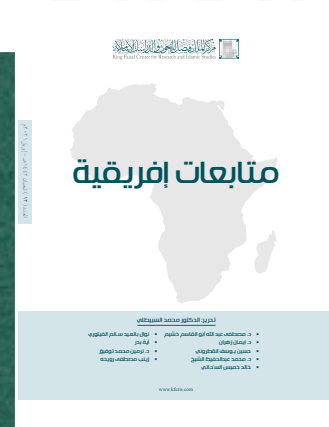 مركز الملك فيصل للبحوث والدراسات الإسلامية
King Faisal Center for Research and Islamic Studies
متابعات إفريقية
تحرير: الدكتور محمد السبيطلي
د. مصطفى عبد الله أبو القاسم خشيم
د. إيمان زهران
حسين يوسف القطروني
د. محمد عبدالحفيظ الشيخ
خالد خميس السحاتي
نوال بالعيد سالم الفيتوري
آية بدر
د. نرمين محمد توفيق
زينب مصطفى رويحه
www.kfcris.com